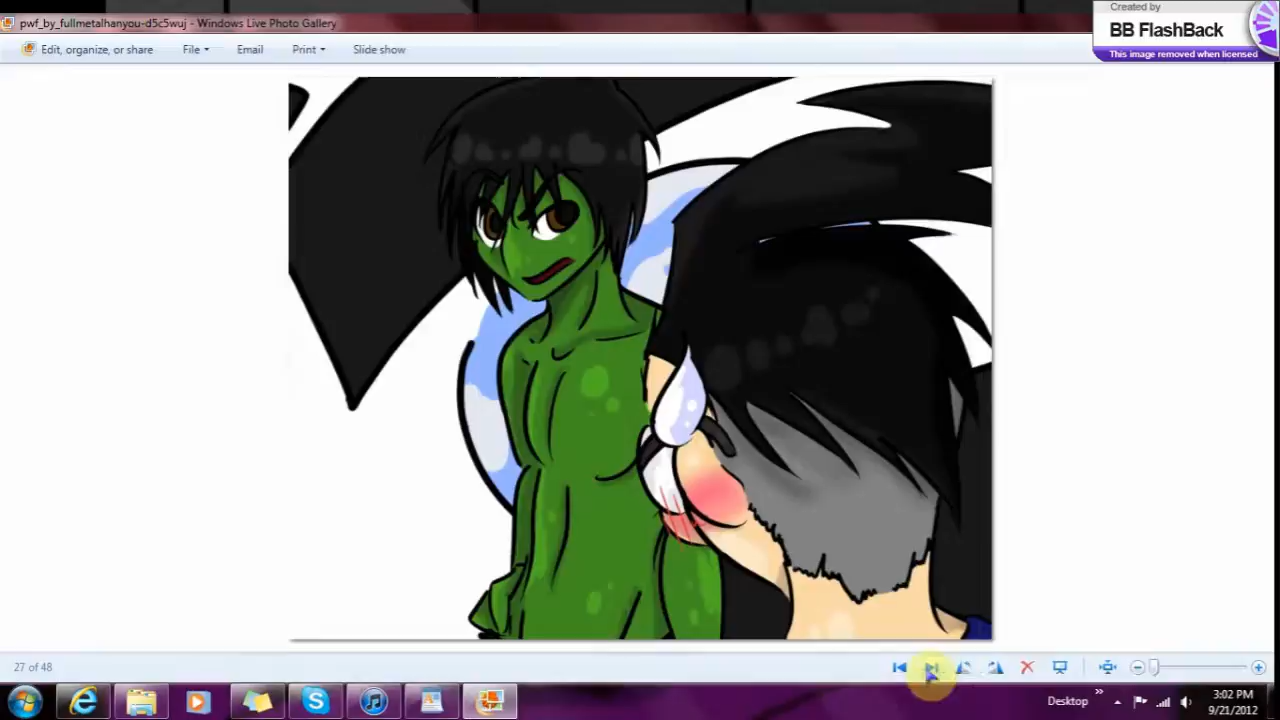 pwf_by_fullmetalhanyou-d5c5wuj - Windows Live Photo Gallery
Created by
BB FlashBack
This image removed when licensed
Edit, organize, or share File Email Print Slide show
27 of 48
Desktop
3:02 PM
9/21/2012